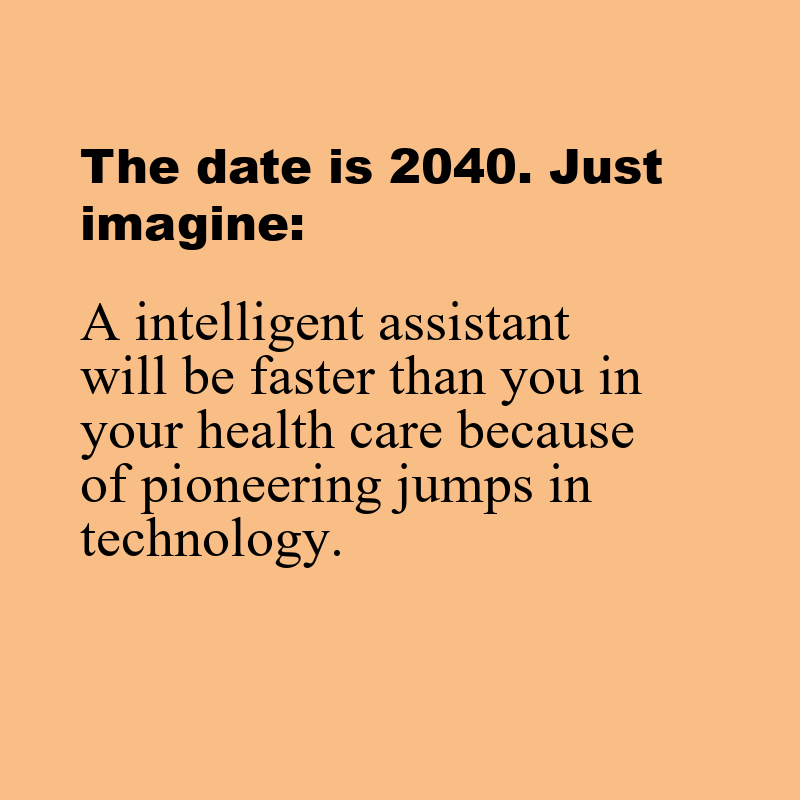 The date is 2040. Just
imagine:
A intelligent assistant
will be faster than you in
your health care because
of pioneering jumps in
technology.